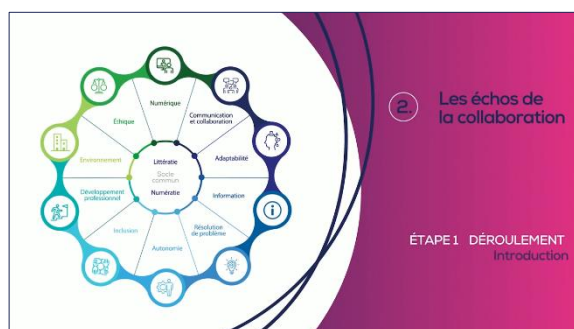 Numérique
Communication
et collaboration
Adaptabilité
Information
Résolution
de problème
Autonomie
Inclusion
Développement
professionnel
Environnement
Éthique
Littératie
Socle
commun
Numératie
2.
Les échos de
la collaboration
ÉTAPE 1 DÉROULEMENT
Introduction